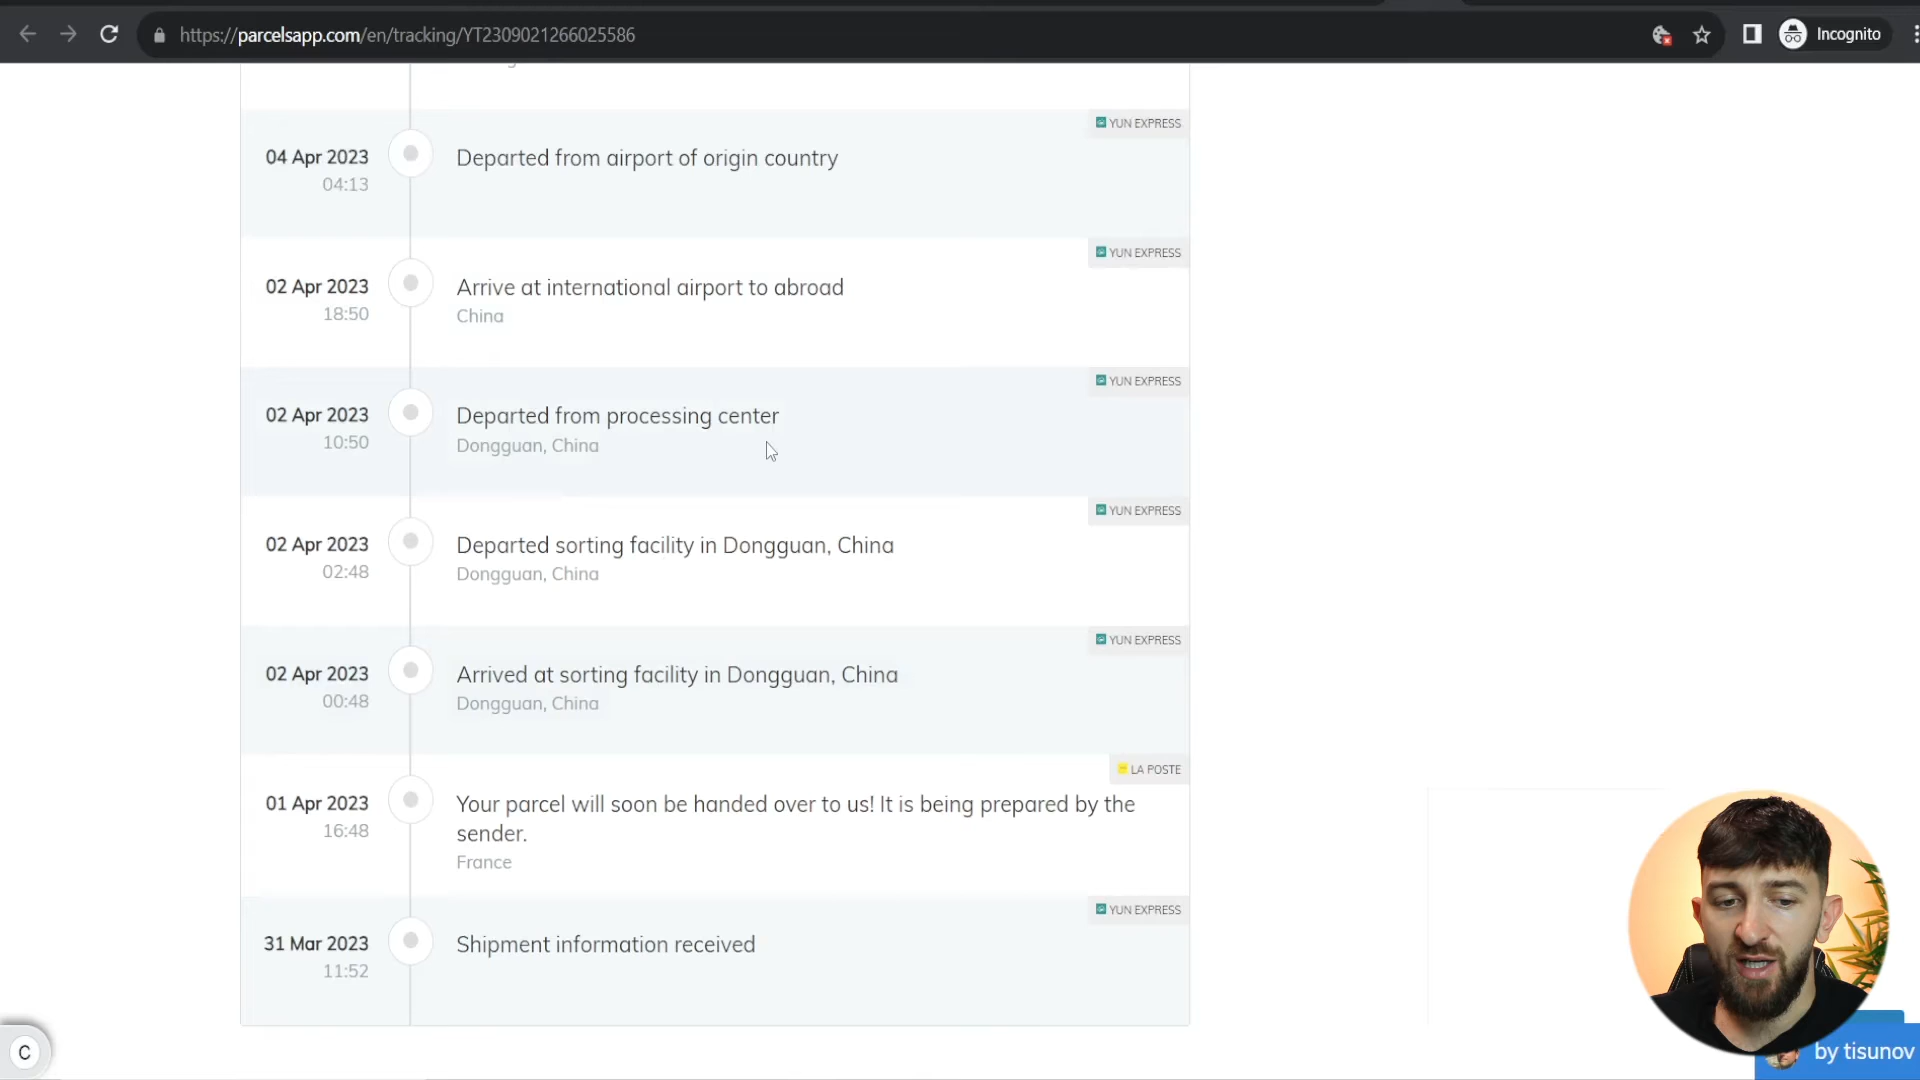 https://parcelsapp.com/en/tracking/YT2309021266025586
Incognito
YUN EXPRESS
04 Apr 2023
04:13
Departed from airport of origin country
YUN EXPRESS
02 Apr 2023
18:50
Arrive at international airport to abroad
China
YUN EXPRESS
02 Apr 2023
10:50
Departed from processing center
Dongguan, China
YUN EXPRESS
02 Apr 2023
02:48
Departed sorting facility in Dongguan, China
Dongguan, China
YUN EXPRESS
02 Apr 2023
00:48
Arrived at sorting facility in Dongguan, China
Dongguan, China
LA POSTE
01 Apr 2023
16:48
Your parcel will soon be handed over to us! It is being prepared by the
sender.
France
YUN EXPRESS
31 Mar 2023
11:52
Shipment information received
C
by tisunov